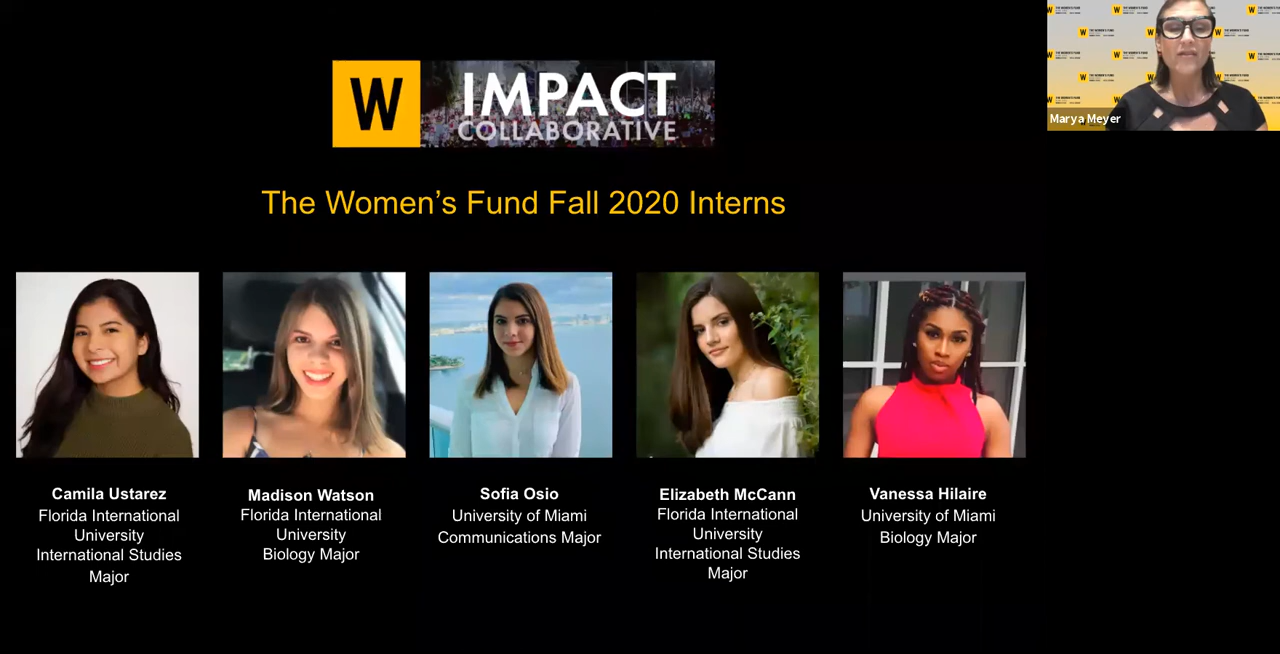 W IMPACT
COLLABORATIVE
Marya Meyer
The Women's Fund Fall 2020 Interns
Camila Ustarez
Florida International
University
International Studies
Major
Madison Watson
Florida International
University
Biology Major
Sofia Osio
University of Miami
Communications Major
Elizabeth McCann
Florida International
University
International Studies
Major
Vanessa Hilaire
University of Miami
Biology Major